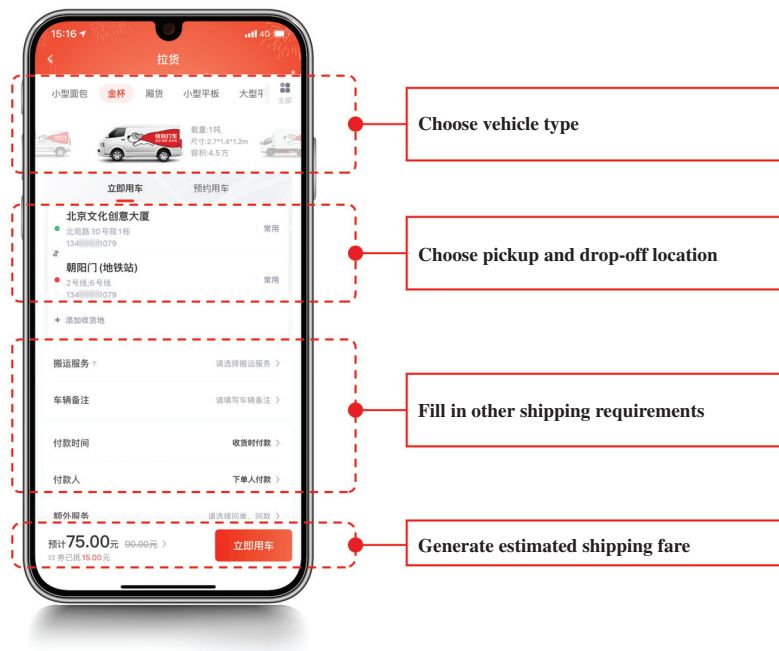 15:16
4G
拉货
小型面包 金杯 厢货 小型平板 大型平
全部
快狗打车
载重:1吨
尺寸:2.7*1.4*1.2m
容积:4.5方
Choose vehicle type
立即用车 预约用车
北京文化创意大厦
北苑路30号院1栋 常用
134 1079
Choose pickup and drop-off location
朝阳门(地铁站)
2号线;6号线 常用
134 1079
+ 添加收货地
搬运服务 请选择搬运服务 >
车辆备注 请填写车辆备注 >
Fill in other shipping requirements
付款时间 收货时付款 >
付款人 下单人付款 >
额外服务 请选择回单、回款 >
预计75.00元 90.00元 >
券已抵15.00元
立即用车
Generate estimated shipping fare